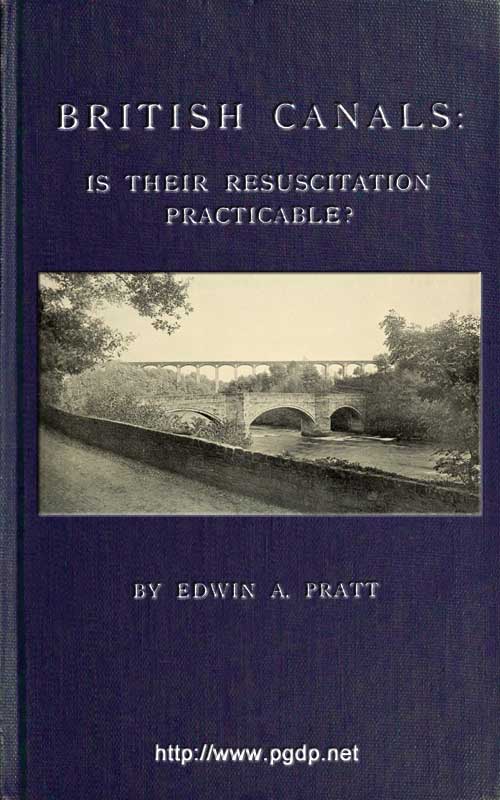 BRITISH CANALS:
IS THEIR RESUSCITATION
PRACTICABLE?
BY EDWIN A. PRATT
http://www.pgdp.net